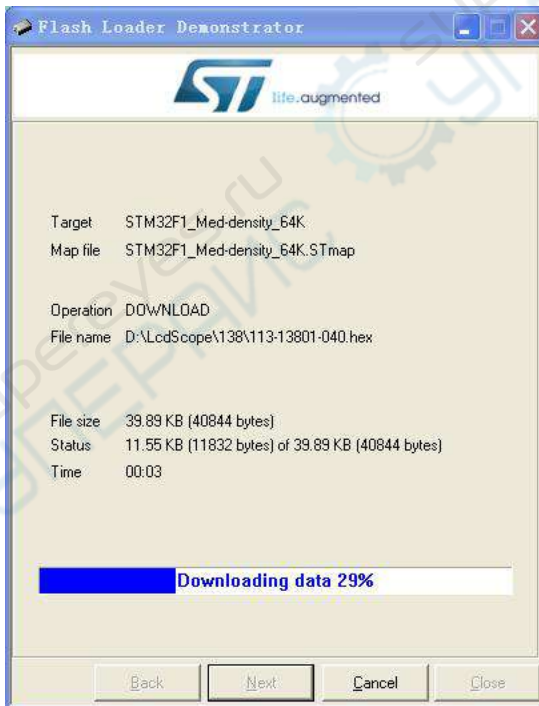 Flash Loader Demonstrator
ST
life.augmented
Target STM32F1_Med-density_64K
Map file STM32F1_Med-density_64K.STmap
Operation DOWNLOAD
File name D:\LcdScope\138\113-13801-040.hex
File size 39.89 KB (40844 bytes)
Status 11.55 KB (11832 bytes) of 39.89 KB (40844 bytes)
Time 00:03
Downloading data 29%
Back Next Cancel Close